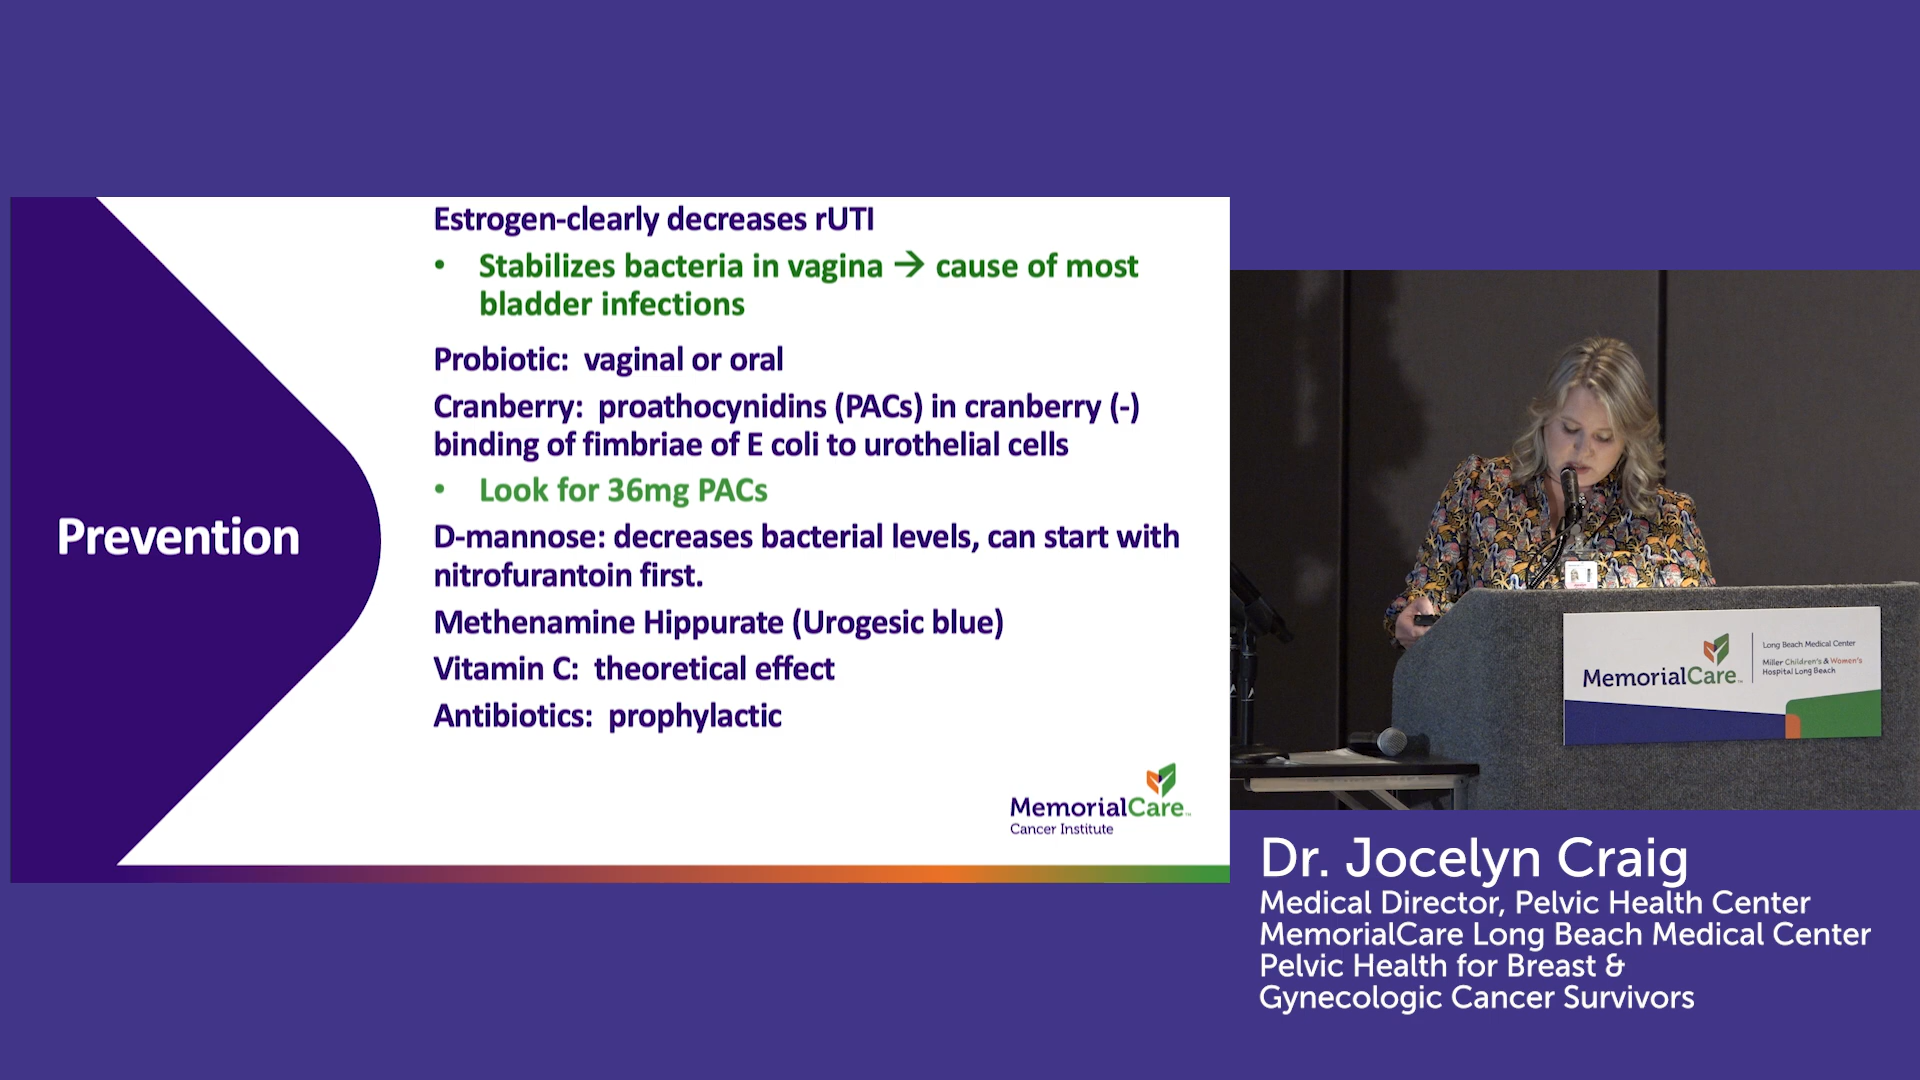 Prevention
Estrogen-clearly decreases rUTI
• Stabilizes bacteria in vagina → cause of most
bladder infections
Probiotic: vaginal or oral
Cranberry: proathocynidins (PACs) in cranberry (-)
binding of fimbriae of E coli to urothelial cells
• Look for 36mg PACs
D-mannose: decreases bacterial levels, can start with
nitrofurantoin first.
Methenamine Hippurate (Urogesic blue)
Vitamin C: theoretical effect
Antibiotics: prophylactic
MemorialCare™
Cancer Institute
MemorialCare™
Long Beach Medical Center
Miller Children's & Women's
Hospital Long Beach
Dr. Jocelyn Craig
Medical Director, Pelvic Health Center
MemorialCare Long Beach Medical Center
Pelvic Health for Breast &
Gynecologic Cancer Survivors